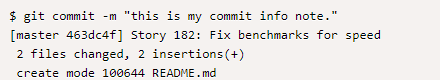 $ git commit -m "this is my commit info note."
[master 463dc4f] Story 182: Fix benchmarks for speed
 2 files changed, 2 insertions(+)
 create mode 100644 README.md